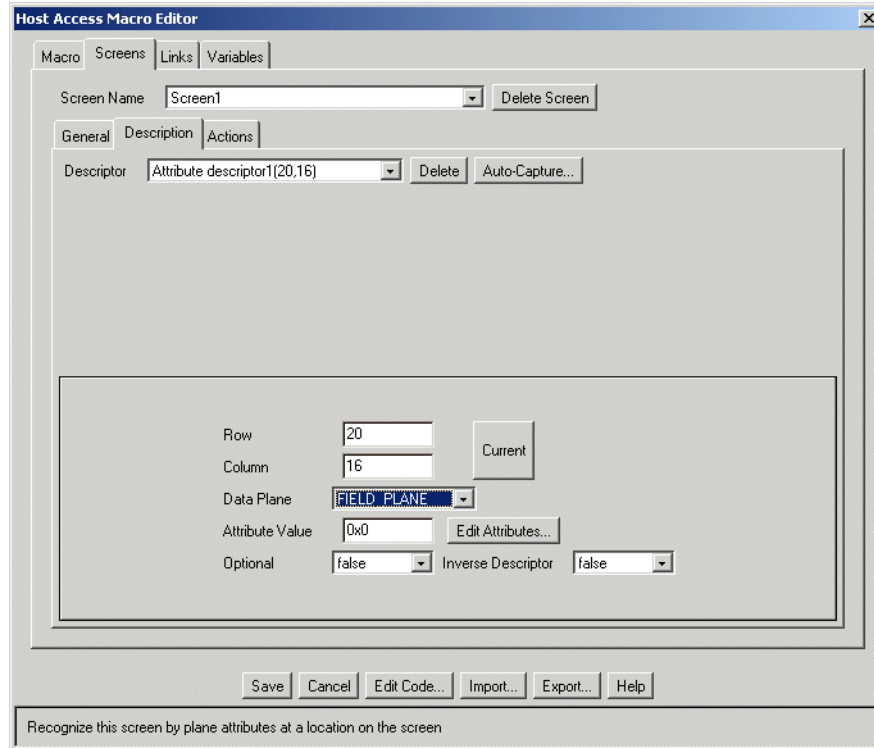 Host Access Macro Editor
Macro Screens Links Variables
Screen Name Screen1 Delete Screen
General Description Actions
Descriptor Attribute descriptor1(20,16) Delete Auto-Capture...
Row 20
Current
Column 16
Data Plane FIELD_PLANE
Attribute Value 0x0 Edit Attributes...
Optional false Inverse Descriptor false
Save Cancel Edit Code... Import... Export... Help
Recognize this screen by plane attributes at a location on the screen